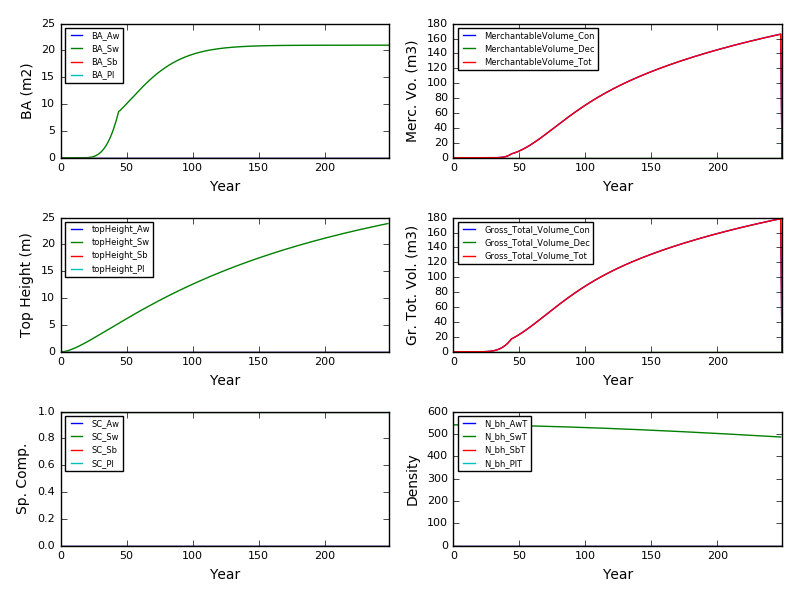 BA (m2)
25
20
15
10
5
0
BA_Aw
BA_Sw
BA_Sb
BA_Pl
0 50 100 150 200
Year
Merc. Vo. (m3)
180
160
140
120
100
80
60
40
20
0
MerchantableVolume_Con
MerchantableVolume_Dec
MerchantableVolume_Tot
0 50 100 150 200
Year
Top Height (m)
25
20
15
10
5
0
topHeight_Aw
topHeight_Sw
topHeight_Sb
topHeight_Pl
0 50 100 150 200
Year
Gr. Tot. Vol. (m3)
180
160
140
120
100
80
60
40
20
0
Gross_Total_Volume_Con
Gross_Total_Volume_Dec
Gross_Total_Volume_Tot
0 50 100 150 200
Year
Sp. Comp.
1.0
0.8
0.6
0.4
0.2
0.0
SC_Aw
SC_Sw
SC_Sb
SC_Pl
0 50 100 150 200
Year
Density
600
500
400
300
200
100
0
N_bh_AwT
N_bh_SwT
N_bh_SbT
N_bh_PlT
0 50 100 150 200
Year